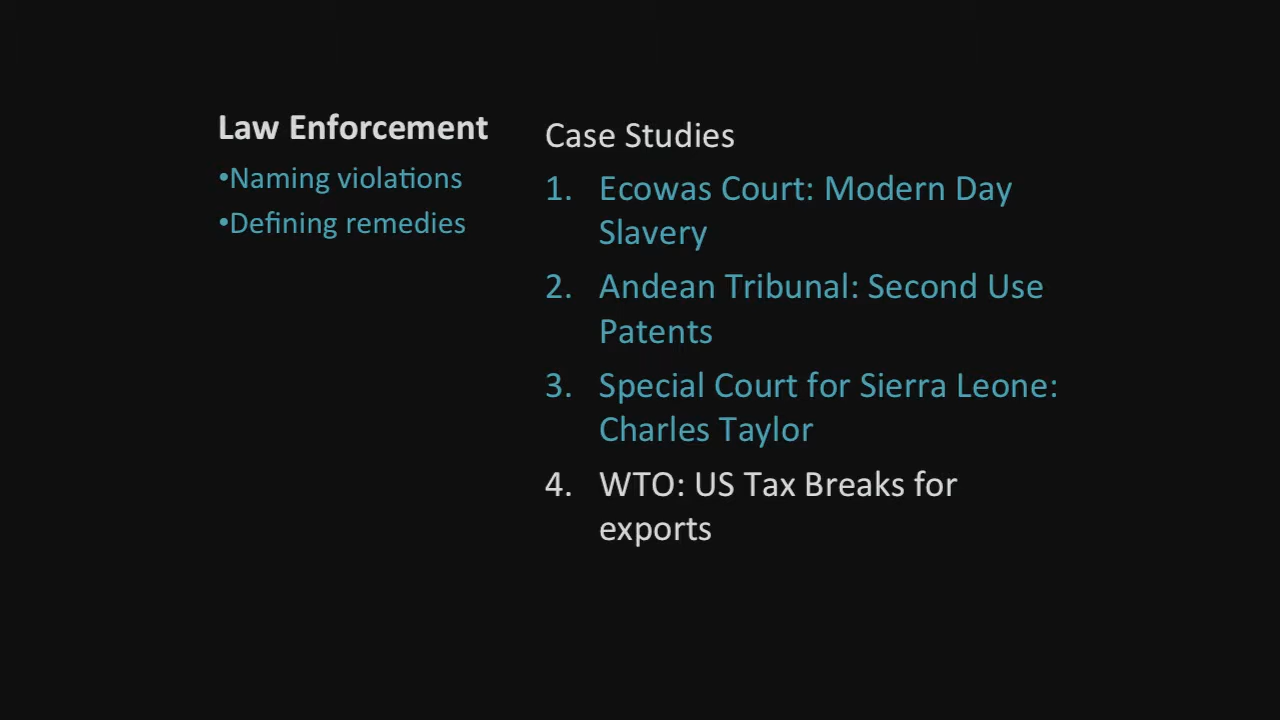 Law Enforcement
•Naming violations
•Defining remedies
Case Studies
1. Ecowas Court: Modern Day
Slavery
2. Andean Tribunal: Second Use
Patents
3. Special Court for Sierra Leone:
Charles Taylor
4. WTO: US Tax Breaks for
exports